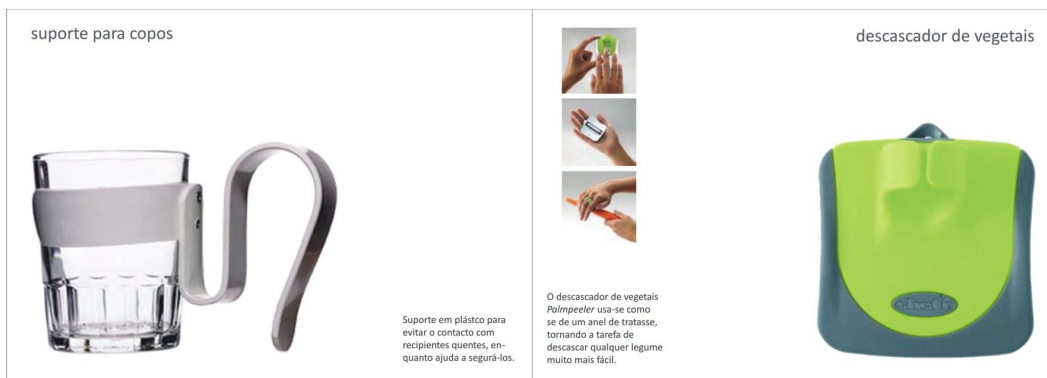 suporte para copos
Suporte em plástco para
evitar o contacto com
recipientes quentes, en-
quanto ajuda a segurá-los.
descascador de vegetais
O descascador de vegetais
Palmpeeler usa-se como
se de um anel de tratasse,
tornando a tarefa de
descascar qualquer legume
muito mais fácil.
chef'n